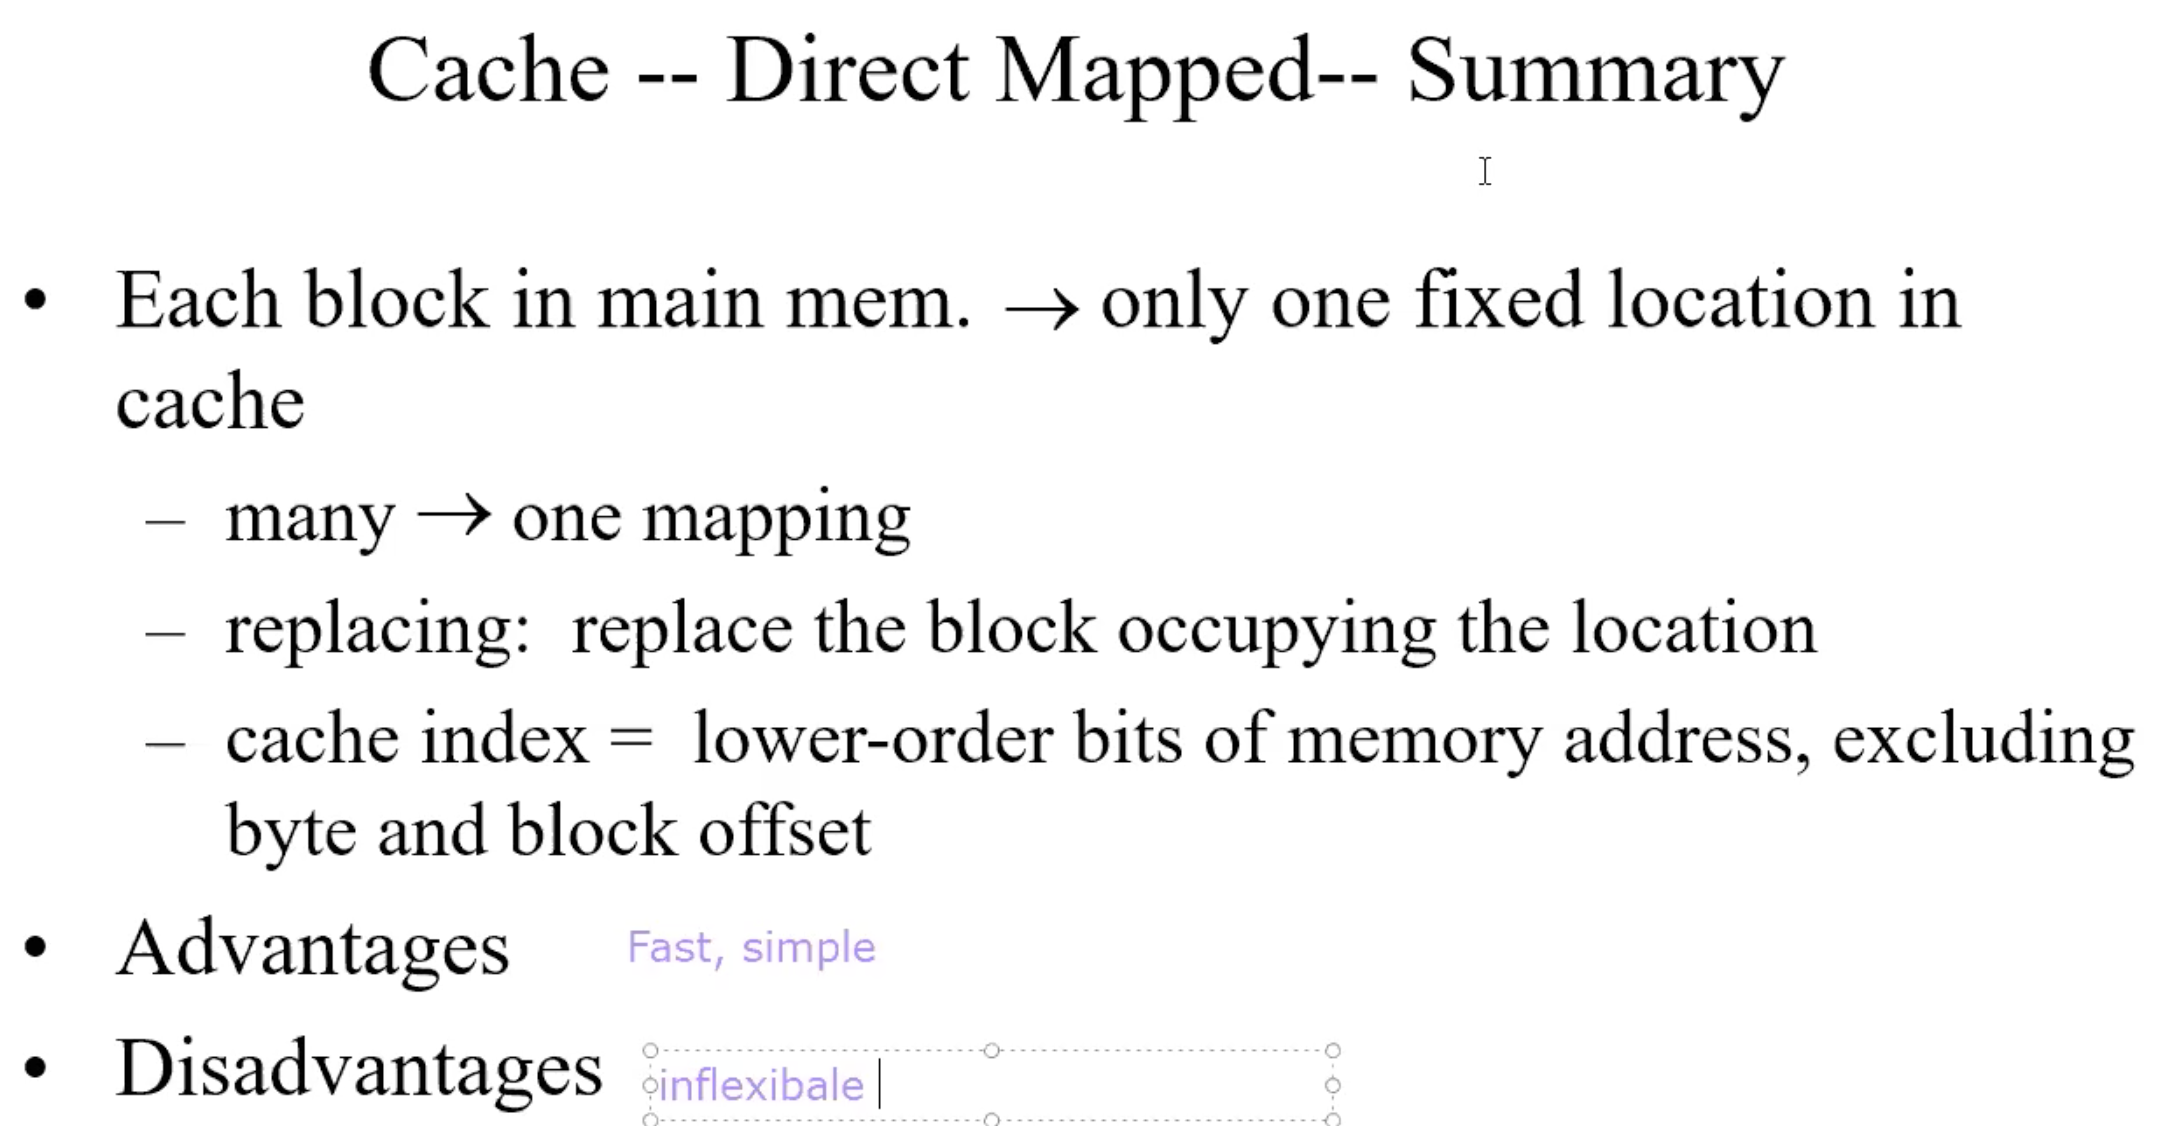 Cache -- Direct Mapped-- Summary
• Each block in main mem. → only one fixed location in
cache
– many → one mapping
– replacing: replace the block occupying the location
– cache index = lower-order bits of memory address, excluding
byte and block offset
• Advantages Fast, simple
• Disadvantages inflexibale